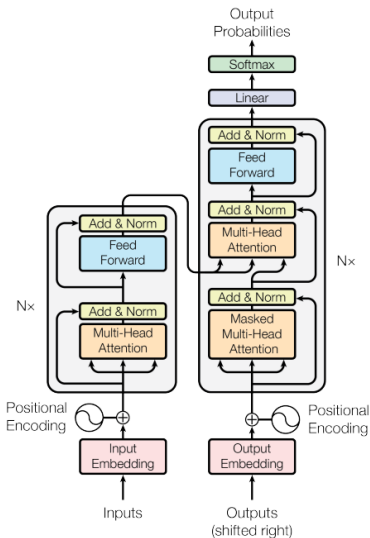 Output
Probabilities
Softmax
Linear
Add & Norm
Feed
Forward
Add & Norm
Multi-Head
Attention
Add & Norm
Masked
Multi-Head
Attention
N×
Add & Norm
Feed
Forward
Add & Norm
Multi-Head
Attention
N×
Positional
Encoding
Positional
Encoding
Input
Embedding
Output
Embedding
Inputs
Outputs
(shifted right)